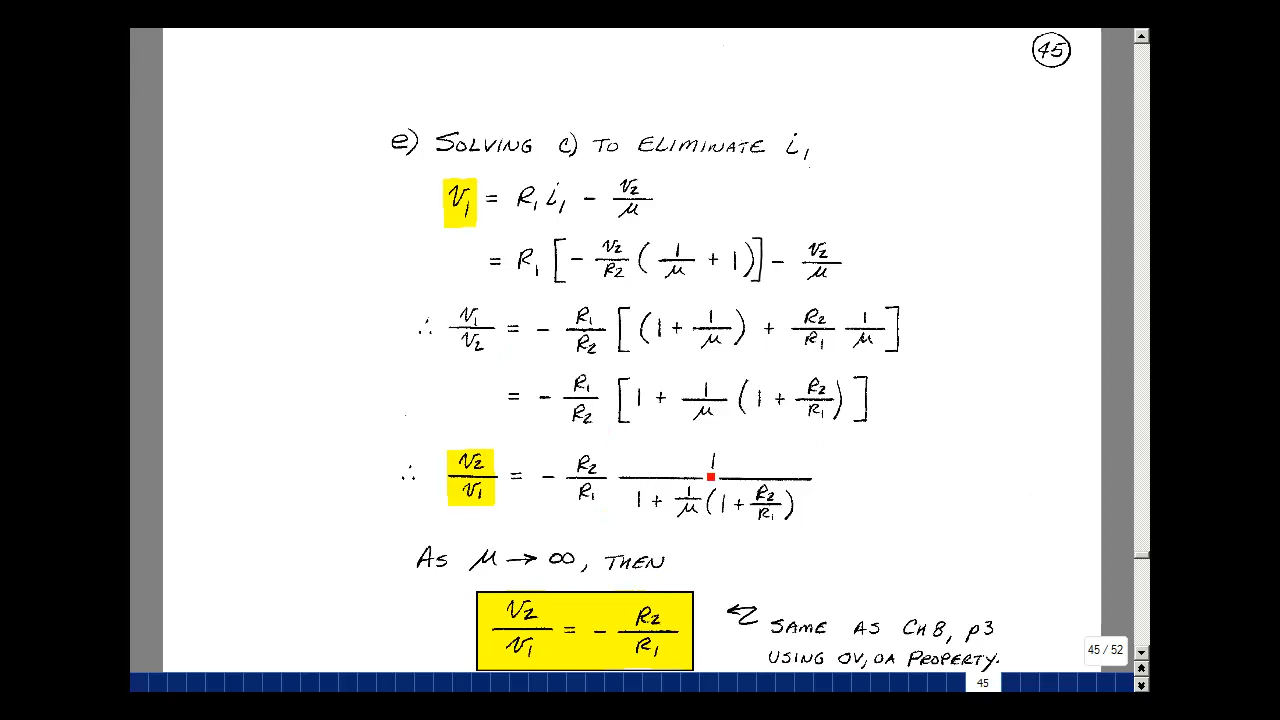 45
e) SOLVING c) TO ELIMINATE i₁
v₁ = R₁ i₁ - v₂/μ
= R₁ [ - v₂/R₂ ( 1/μ + 1 ) ] - v₂/μ
∴ v₁/v₂ = - R₁/R₂ [ ( 1 + 1/μ ) + R₂/R₁ 1/μ ]
= - R₁/R₂ [ 1 + 1/μ ( 1 + R₂/R₁ ) ]
∴ v₂/v₁ = - R₂/R₁ 1/(1 + 1/μ ( 1 + R₂/R₁ ))
AS μ → ∞, THEN
v₂/v₁ = - R₂/R₁
SAME AS CH 8, p3
USING OV, OA PROPERTY.
45 / 52
45